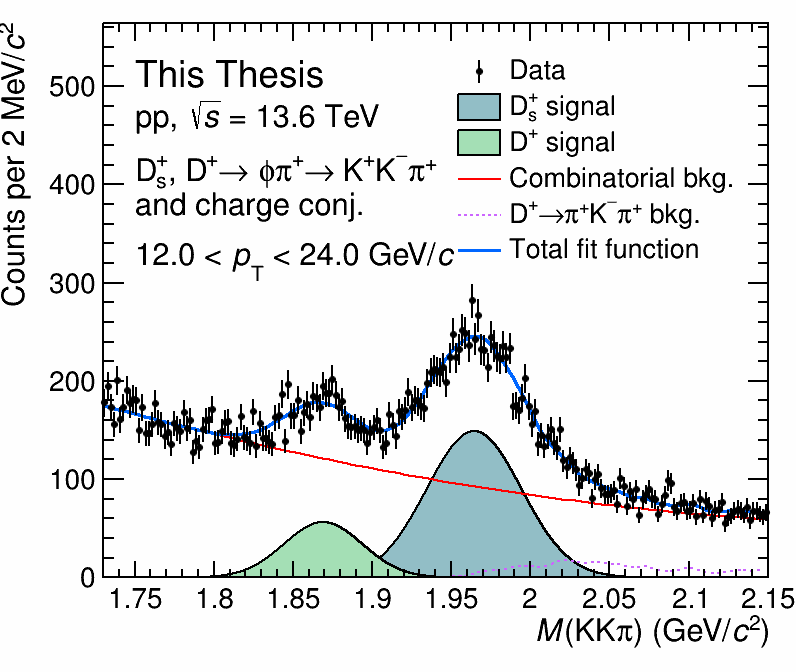 This Thesis
pp, √s = 13.6 TeV
D⁺ₛ, D⁺→ ϕπ⁺→ K⁺K⁻π⁺
and charge conj.
12.0 < p_T < 24.0 GeV/c
Data
D⁺ₛ signal
D⁺ signal
Combinatorial bkg.
D⁺→π⁺K⁻π⁺ bkg.
Total fit function
Counts per 2 MeV/c²
500
400
300
200
100
0
1.75 1.8 1.85 1.9 1.95 2 2.05 2.1 2.15
M(KKπ) (GeV/c²)